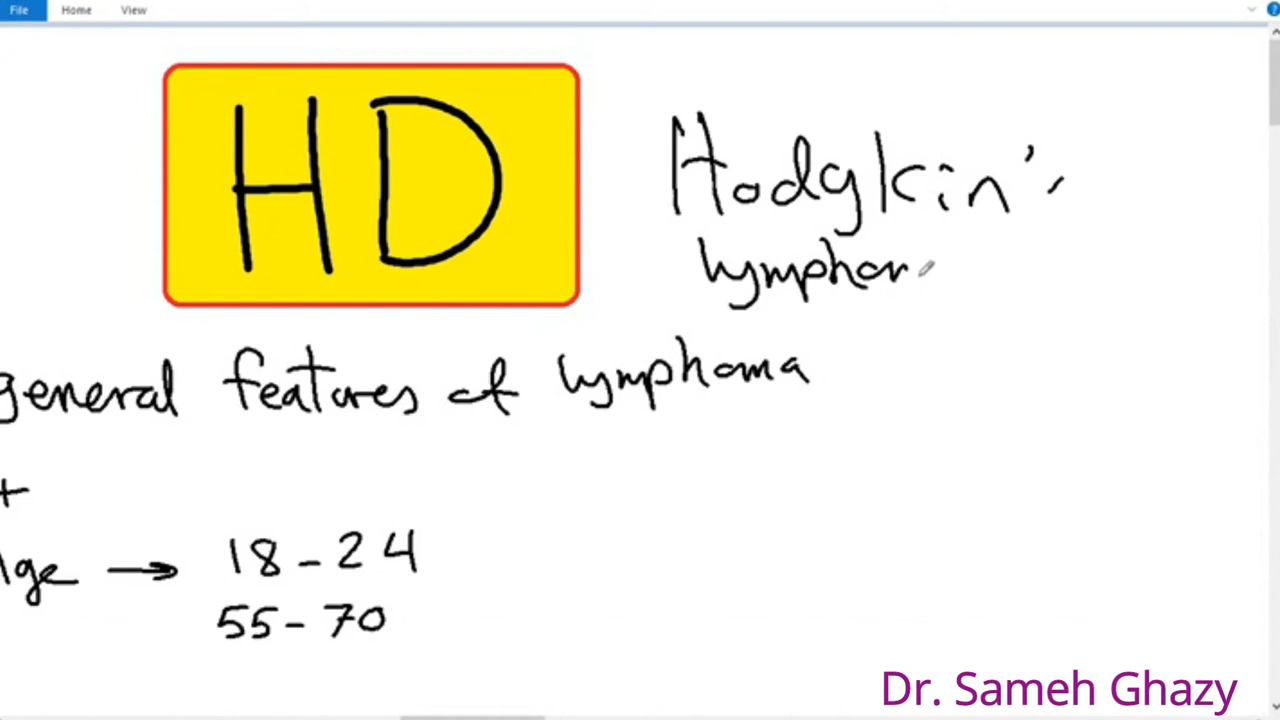 File Home View
HD
Hodgkin's
lymphom
general features of lymphoma
+
Age → 18 - 24
55 - 70
Dr. Sameh Ghazy